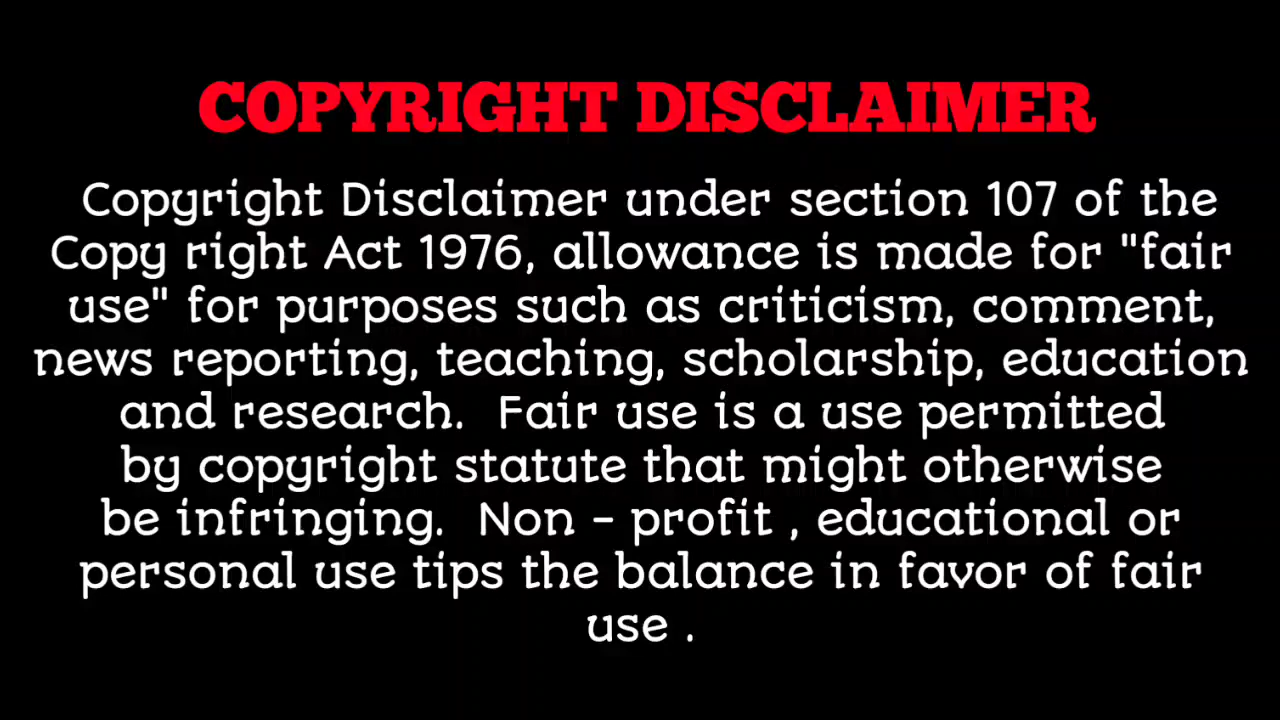 COPYRIGHT DISCLAIMER
Copyright Disclaimer under section 107 of the
Copy right Act 1976, allowance is made for "fair
use" for purposes such as criticism, comment,
news reporting, teaching, scholarship, education
and research.  Fair use is a use permitted
by copyright statute that might otherwise
be infringing.  Non - profit , educational or
personal use tips the balance in favor of fair
use .